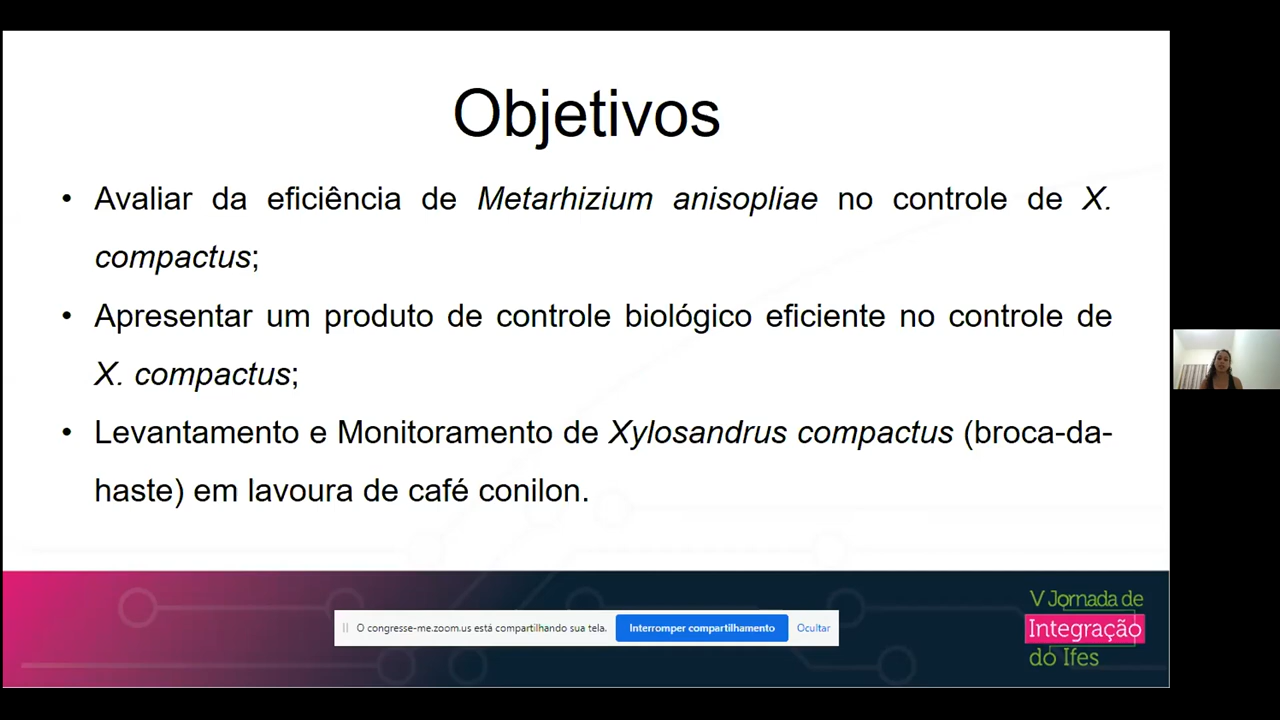 Objetivos
• Avaliar da eficiência de Metarhizium anisopliae no controle de X.
compactus;
• Apresentar um produto de controle biológico eficiente no controle de
X. compactus;
• Levantamento e Monitoramento de Xylosandrus compactus (broca-da-
haste) em lavoura de café conilon.
O congresse-me.zoom.us está compartilhando sua tela. Interromper compartilhamento Ocultar
V Jornada de
Integração
do Ifes